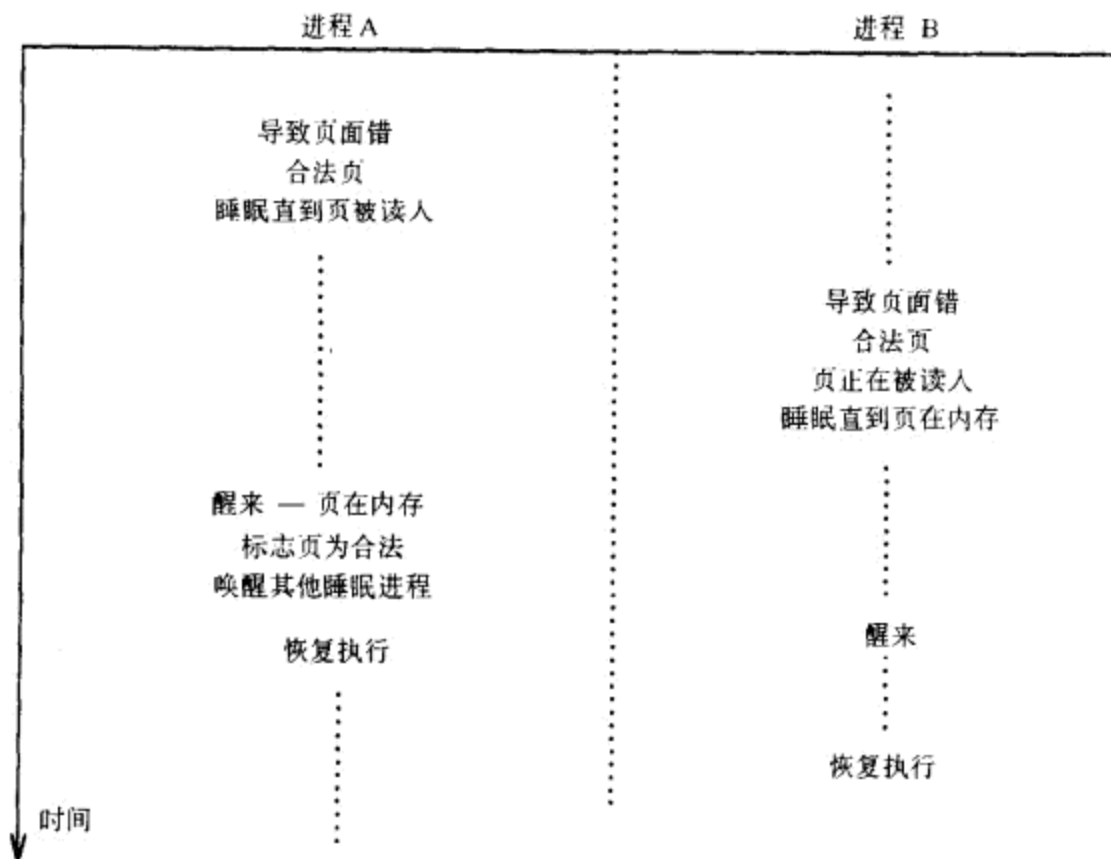 进程 A
进程 B
导致页面错
合法页
睡眠直到页被读入
导致页面错
合法页
页正在被读入
睡眠直到页在内存
醒来 — 页在内存
标志页为合法
唤醒其他睡眠进程
恢复执行
醒来
恢复执行
时间